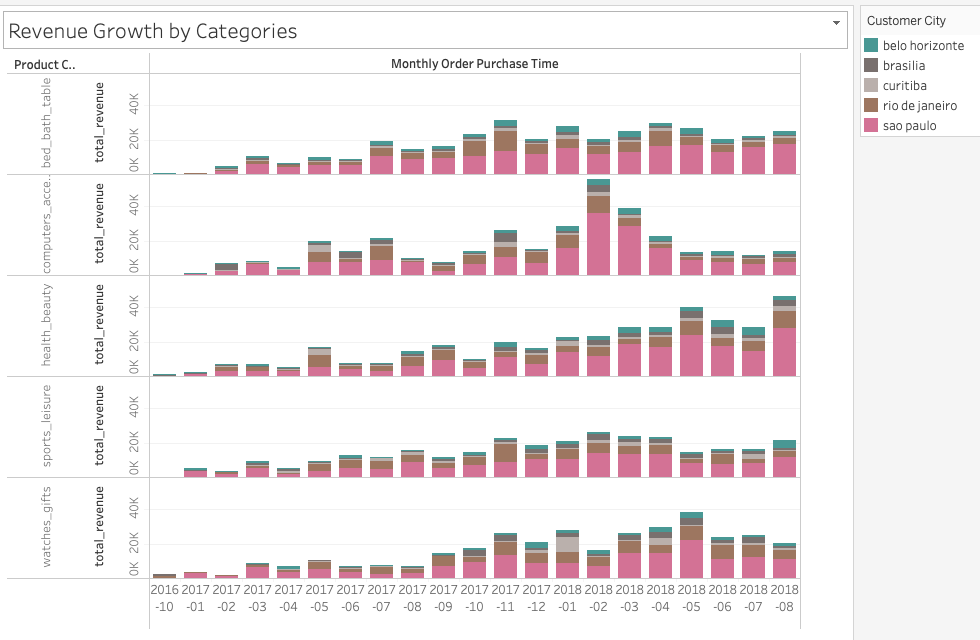 Revenue Growth by Categories
Product C..
Monthly Order Purchase Time
bed_bath_table
total_revenue
40K
20K
0K
computers_acce..
total_revenue
40K
20K
0K
health_beauty
total_revenue
40K
20K
0K
sports_leisure
total_revenue
40K
20K
0K
watches_gifts
total_revenue
40K
20K
0K
2016 2017 2017 2017 2017 2017 2017 2017 2017 2017 2017 2017 2017 2018 2018 2018 2018 2018 2018 2018 2018
-10 -01 -02 -03 -04 -05 -06 -07 -08 -09 -10 -11 -12 -01 -02 -03 -04 -05 -06 -07 -08
Customer City
belo horizonte
brasilia
curitiba
rio de janeiro
sao paulo